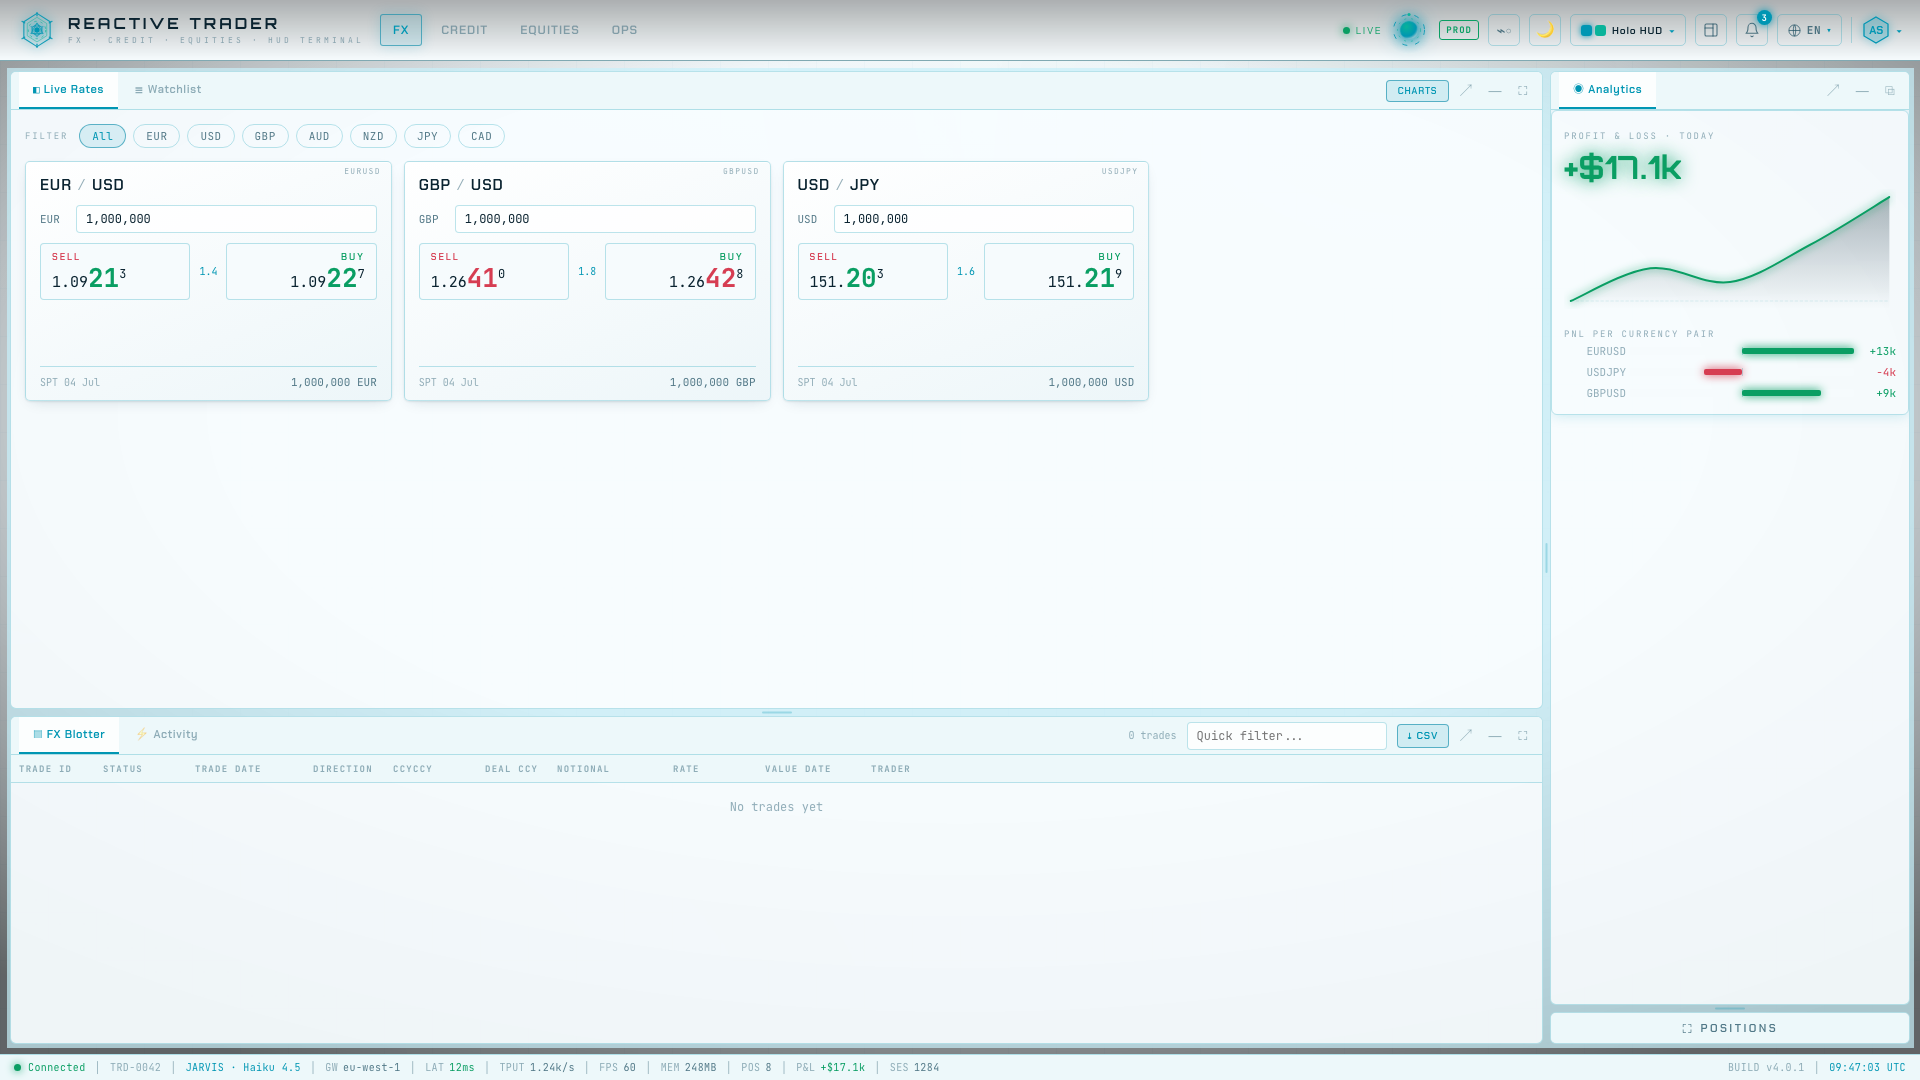 REACTIVE TRADER
FX · CREDIT · EQUITIES · HUD TERMINAL
FX CREDIT EQUITIES OPS
LIVE PROD Holo HUD 3 EN AS
Live Rates Watchlist CHARTS
FILTER All EUR USD GBP AUD NZD JPY CAD
EURUSD
EUR / USD
EUR 1,000,000
SELL BUY
1.09213 1.4 1.09227
SPT 04 Jul 1,000,000 EUR
GBPUSD
GBP / USD
GBP 1,000,000
SELL BUY
1.26410 1.8 1.26428
SPT 04 Jul 1,000,000 GBP
USDJPY
USD / JPY
USD 1,000,000
SELL BUY
151.203 1.6 151.219
SPT 04 Jul 1,000,000 USD
FX Blotter Activity 0 trades Quick filter... ↓ CSV
TRADE ID STATUS TRADE DATE DIRECTION CCYCCY DEAL CCY NOTIONAL RATE VALUE DATE TRADER
No trades yet
Analytics
PROFIT & LOSS · TODAY
+$17.1k
PNL PER CURRENCY PAIR
EURUSD +13k
USDJPY -4k
GBPUSD +9k
POSITIONS
Connected TRD-0042 JARVIS · Haiku 4.5 GW eu-west-1 LAT 12ms TPUT 1.24k/s FPS 60 MEM 248MB POS 8 P&L +$17.1k SES 1284 BUILD v4.0.1 09:47:03 UTC